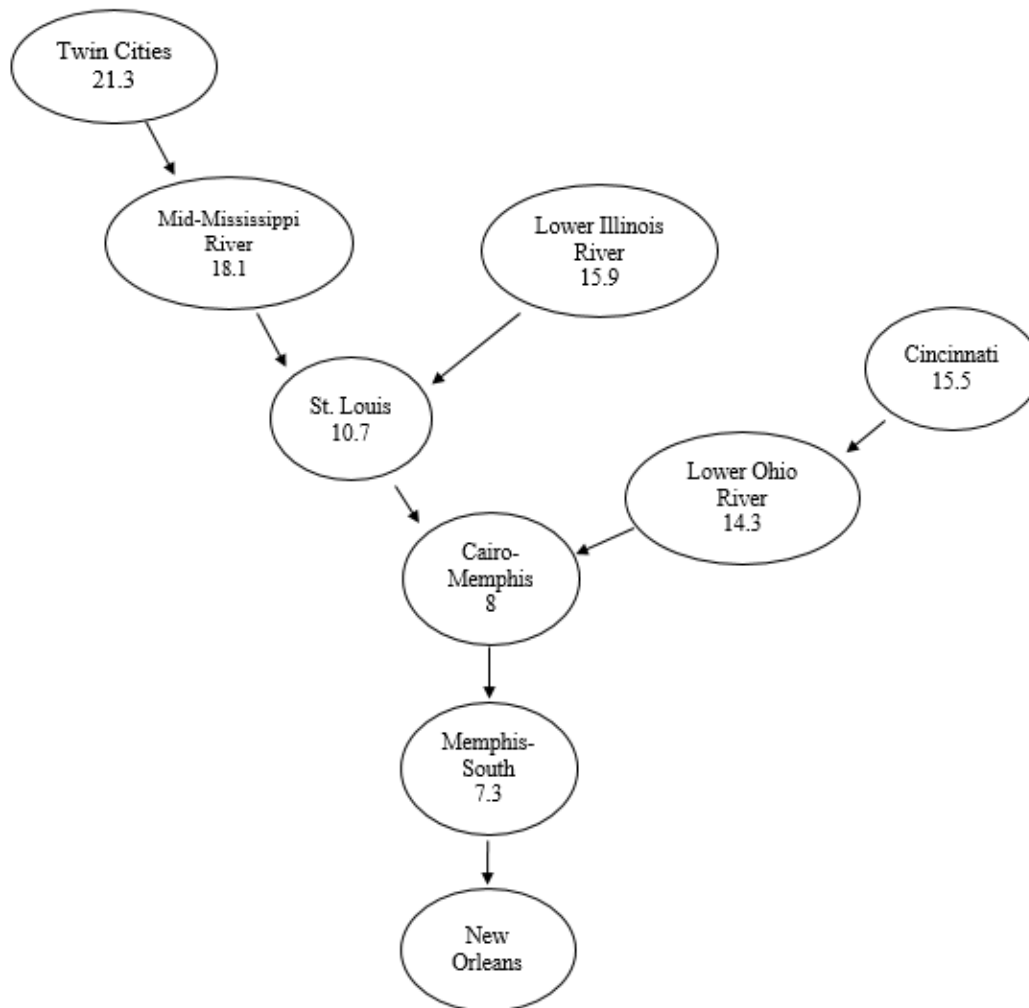 Twin Cities
21.3
Mid-Mississippi
River
18.1
Lower Illinois
River
15.9
Cincinnati
15.5
St. Louis
10.7
Lower Ohio
River
14.3
Cairo-
Memphis
8
Memphis-
South
7.3
New
Orleans